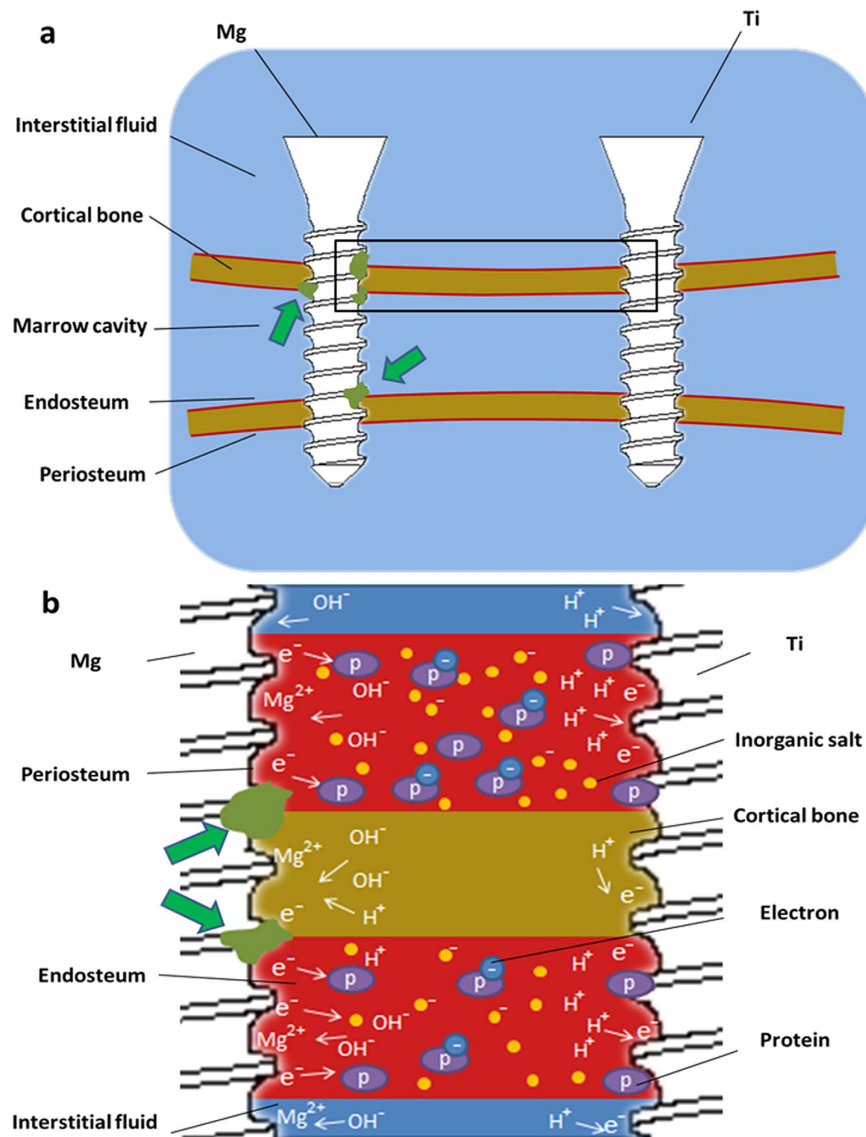 a
Mg
Ti
Interstitial fluid
Cortical bone
Marrow cavity
Endosteum
Periosteum
b
OH⁻
H⁺
H⁺
Mg
Ti
e⁻
p
p
⁻
p
Mg²⁺
OH⁻
H⁺
H⁺
e⁻
p
⁻
H⁺
OH⁻
p
H⁺
Inorganic salt
Periosteum
e⁻
p
p
⁻
p
⁻
e⁻
p
Cortical bone
Mg²⁺
OH⁻
H⁺
OH⁻
e⁻
H⁺
e⁻
Electron
Endosteum
e⁻
H⁺
p
p
⁻
H⁺
e⁻
p
e⁻
H⁺
OH⁻
Mg²⁺
OH⁻
H⁺
e⁻
H⁺
e⁻
p
p
⁻
p
Protein
Interstitial fluid
Mg²⁺
OH⁻
H⁺
e⁻